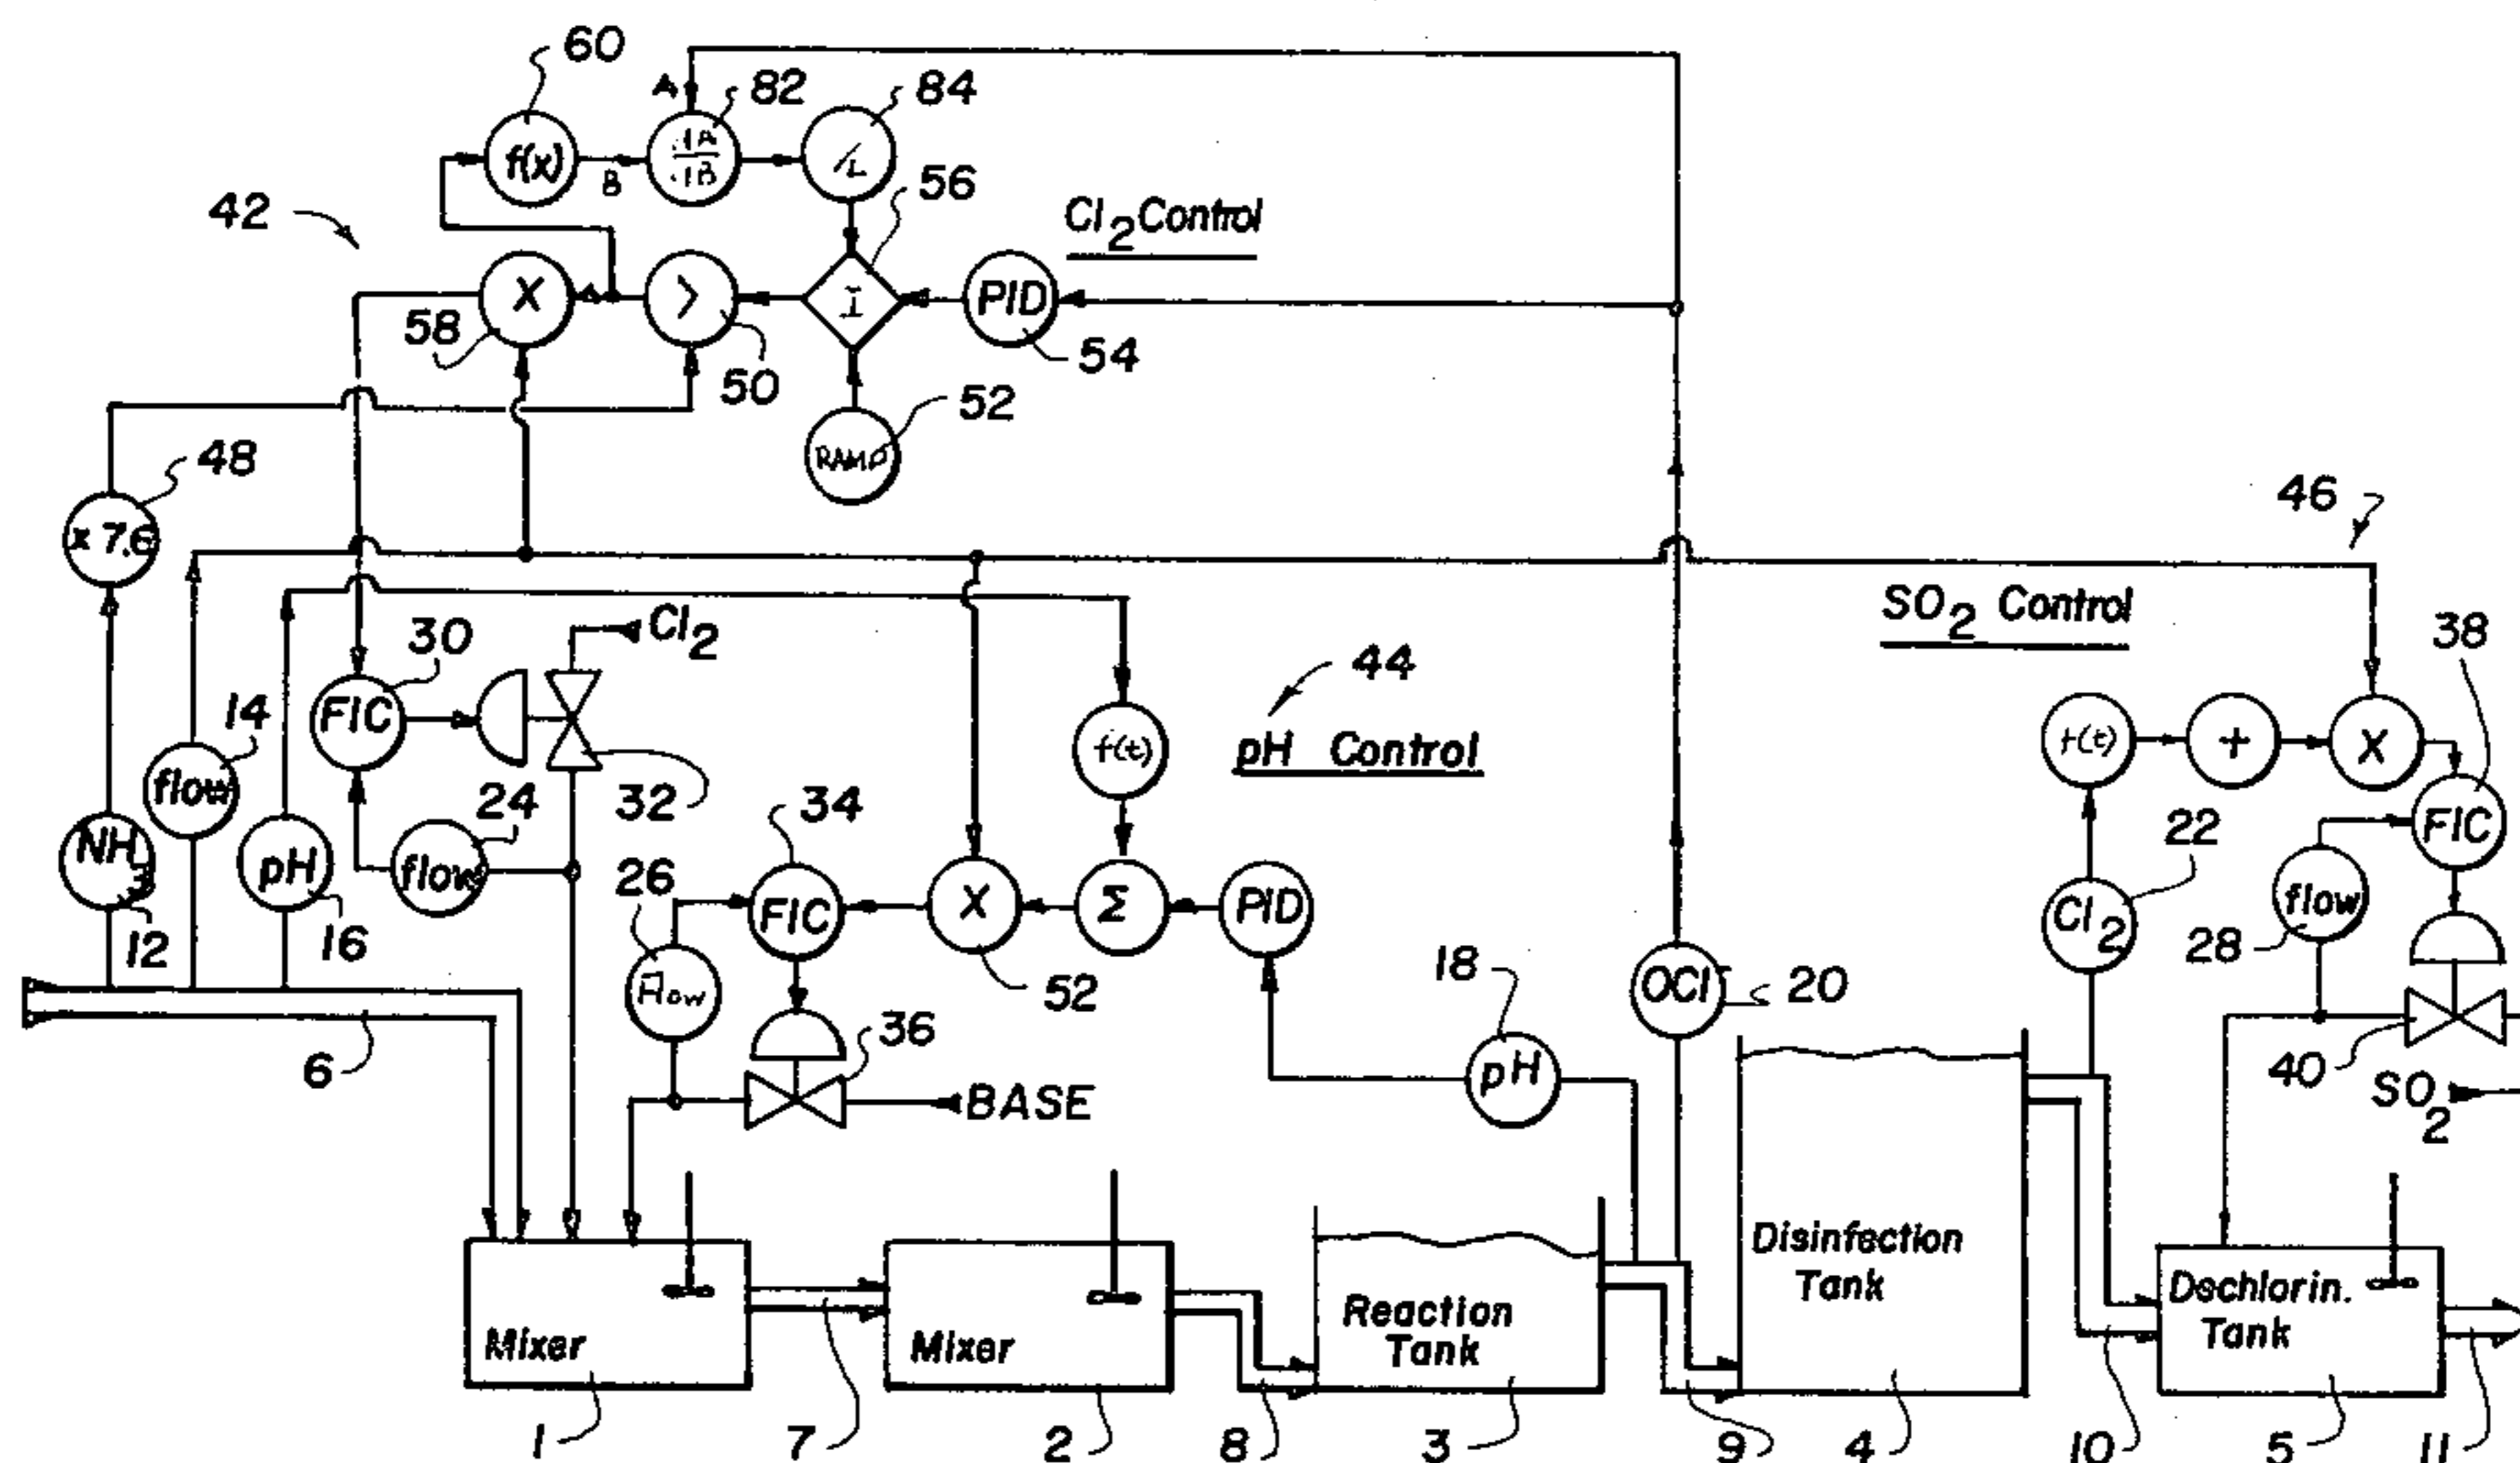 60
A
82
84
f(x)
B
56
42
Cl2 Control
X
>
I
PID
58
50
54
52
RAMP
48
x 7.6
46
Cl2
SO2 Control
30
38
44
FIC
14
pH Control
f(t)
f(t)
+
X
flow
24
32
34
22
FIC
NH3
pH
flow
26
FIC
X
Σ
PID
Cl2
flow
12
16
18
OCl-
20
28
Flow
52
36
pH
6
BASE
40
SO2
Disinfection
Tank
Dechlorin.
Tank
Reaction
Tank
Mixer
Mixer
1
7
2
8
3
9
4
10
5
11